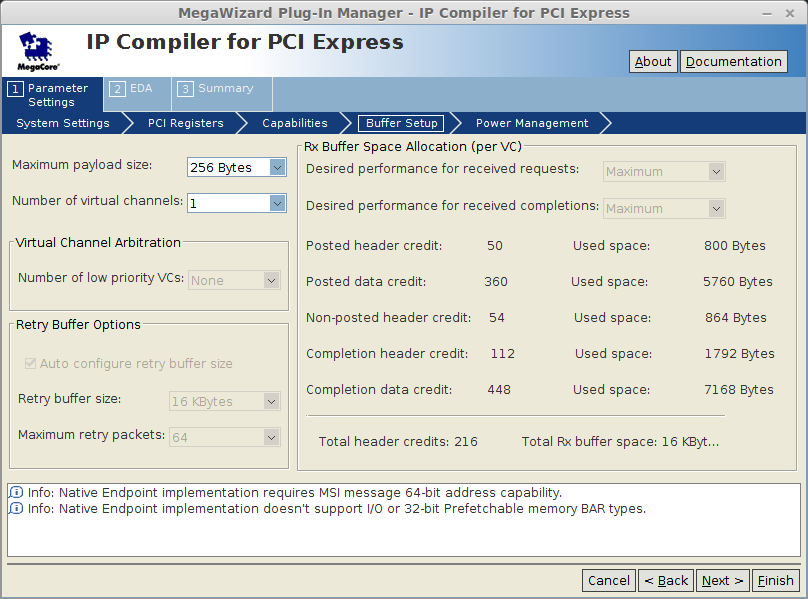 MegaWizard Plug-In Manager - IP Compiler for PCI Express
MegaCore®
IP Compiler for PCI Express
About
Documentation
1 Parameter Settings
2 EDA
3 Summary
System Settings
PCI Registers
Capabilities
Buffer Setup
Power Management
Maximum payload size: 256 Bytes
Number of virtual channels: 1
Virtual Channel Arbitration
Number of low priority VCs: None
Retry Buffer Options
Auto configure retry buffer size
Retry buffer size: 16 KBytes
Maximum retry packets: 64
Rx Buffer Space Allocation (per VC)
Desired performance for received requests: Maximum
Desired performance for received completions: Maximum
Posted header credit: 50 Used space: 800 Bytes
Posted data credit: 360 Used space: 5760 Bytes
Non-posted header credit: 54 Used space: 864 Bytes
Completion header credit: 112 Used space: 1792 Bytes
Completion data credit: 448 Used space: 7168 Bytes
Total header credits: 216 Total Rx buffer space: 16 KByt...
Info: Native Endpoint implementation requires MSI message 64-bit address capability.
Info: Native Endpoint implementation doesn't support I/O or 32-bit Prefetchable memory BAR types.
Cancel
< Back
Next >
Finish